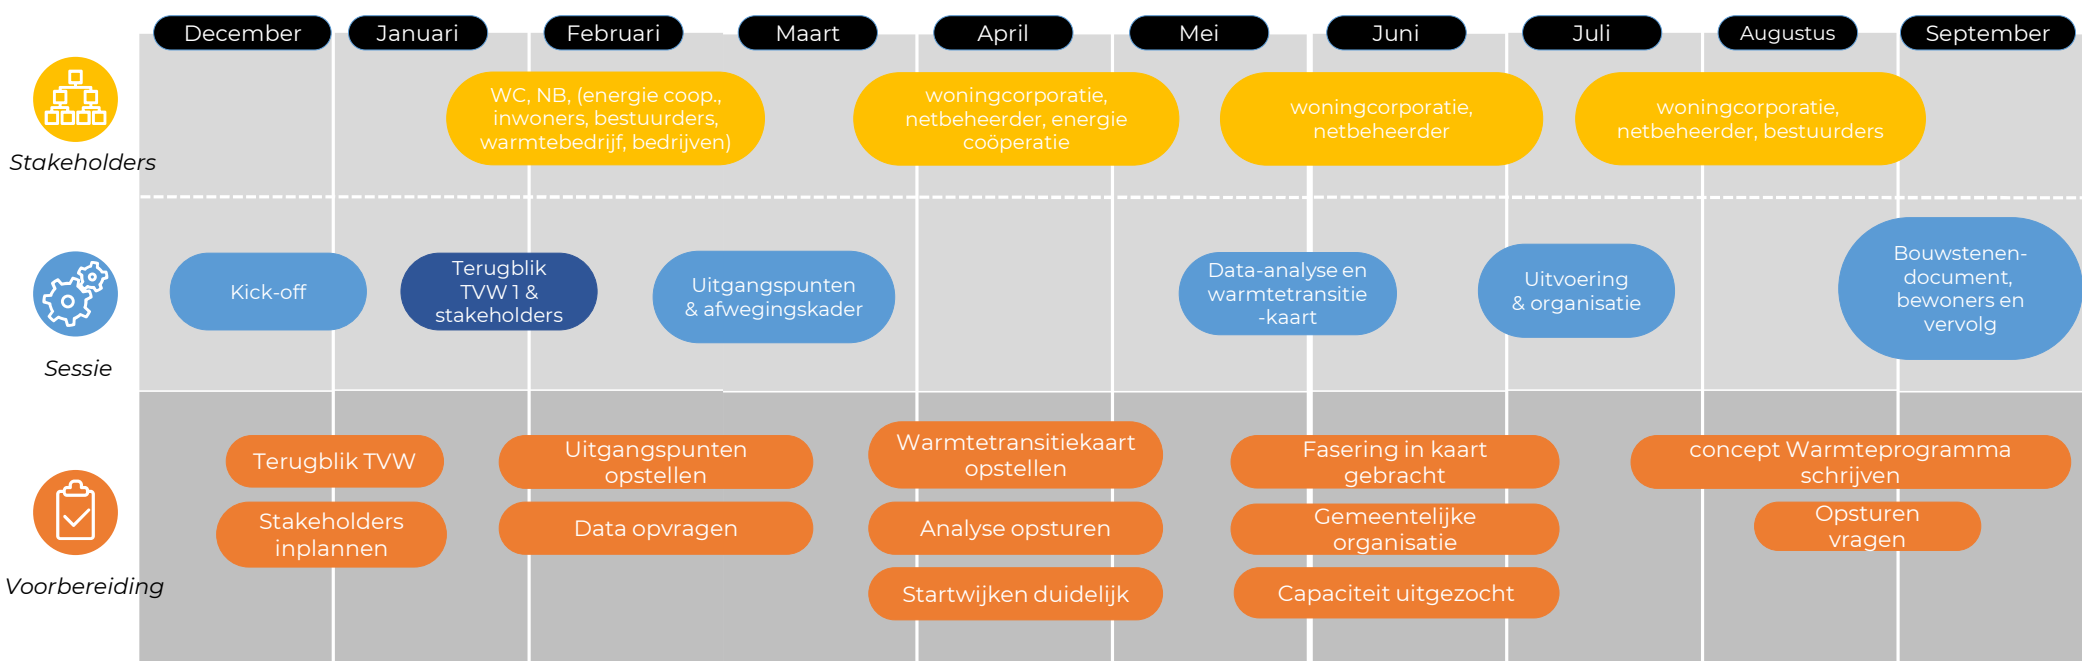 December
Januari
Februari
Maart
April
Mei
Juni
Juli
Augustus
September
Stakeholders
WC, NB, (energie coop.,
inwoners, bestuurders,
warmtebedrijf, bedrijven)
woningcorporatie,
netbeheerder, energie
coöperatie
woningcorporatie,
netbeheerder
woningcorporatie,
netbeheerder, bestuurders
Sessie
Kick-off
Terugblik
TVW 1 &
stakeholders
Uitgangspunten
& afwegingskader
Data-analyse en
warmtetransitie
-kaart
Uitvoering
& organisatie
Bouwstenen-
document,
bewoners en
vervolg
Voorbereiding
Terugblik TVW
Stakeholders
inplannen
Uitgangspunten
opstellen
Data opvragen
Warmtetransitiekaart
opstellen
Analyse opsturen
Startwijken duidelijk
Fasering in kaart
gebracht
Gemeentelijke
organisatie
Capaciteit uitgezocht
concept Warmteprogramma
schrijven
Opsturen
vragen